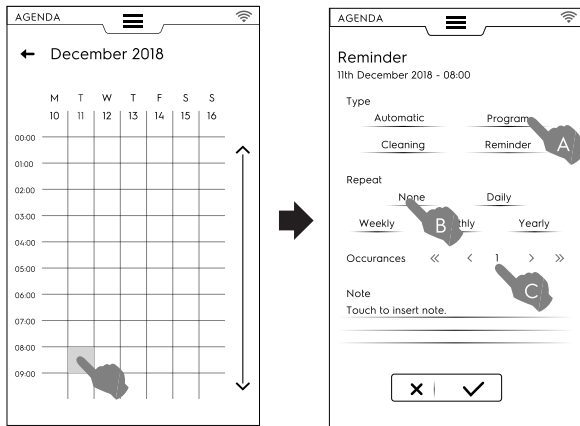 AGENDA
December 2018
M T W T F S S
10 11 12 13 14 15 16
00:00
01:00
02:00
03:00
04:00
05:00
06:00
07:00
08:00
09:00
AGENDA
Reminder
11th December 2018 - 08:00
Type
Automatic Program
Cleaning Reminder
A
Repeat
None Daily
Weekly thly Yearly
B
Occurances « < 1 > »
C
Note
Touch to insert note.